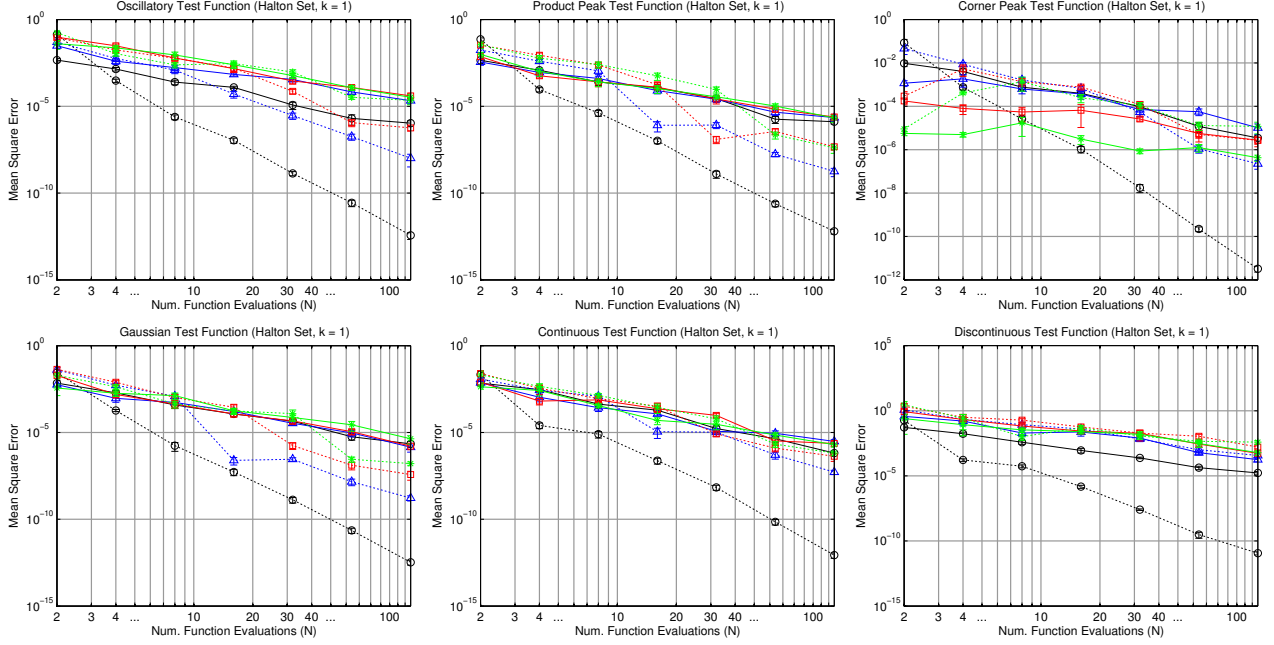 Oscillatory Test Function (Halton Set, k = 1)
Mean Square Error
10^0
10^-5
10^-10
10^-15
2 3 4 ... 10 20 30 40 ... 100
Num. Function Evaluations (N)
Product Peak Test Function (Halton Set, k = 1)
Mean Square Error
10^0
10^-5
10^-10
10^-15
2 3 4 ... 10 20 30 40 ... 100
Num. Function Evaluations (N)
Corner Peak Test Function (Halton Set, k = 1)
Mean Square Error
10^-2
10^-4
10^-6
10^-8
10^-10
10^-12
2 3 4 ... 10 20 30 40 ... 100
Num. Function Evaluations (N)
Gaussian Test Function (Halton Set, k = 1)
Mean Square Error
10^0
10^-5
10^-10
10^-15
2 3 4 ... 10 20 30 40 ... 100
Num. Function Evaluations (N)
Continuous Test Function (Halton Set, k = 1)
Mean Square Error
10^0
10^-5
10^-10
10^-15
2 3 4 ... 10 20 30 40 ... 100
Num. Function Evaluations (N)
Discontinuous Test Function (Halton Set, k = 1)
Mean Square Error
10^5
10^0
10^-5
10^-10
10^-15
2 3 4 ... 10 20 30 40 ... 100
Num. Function Evaluations (N)